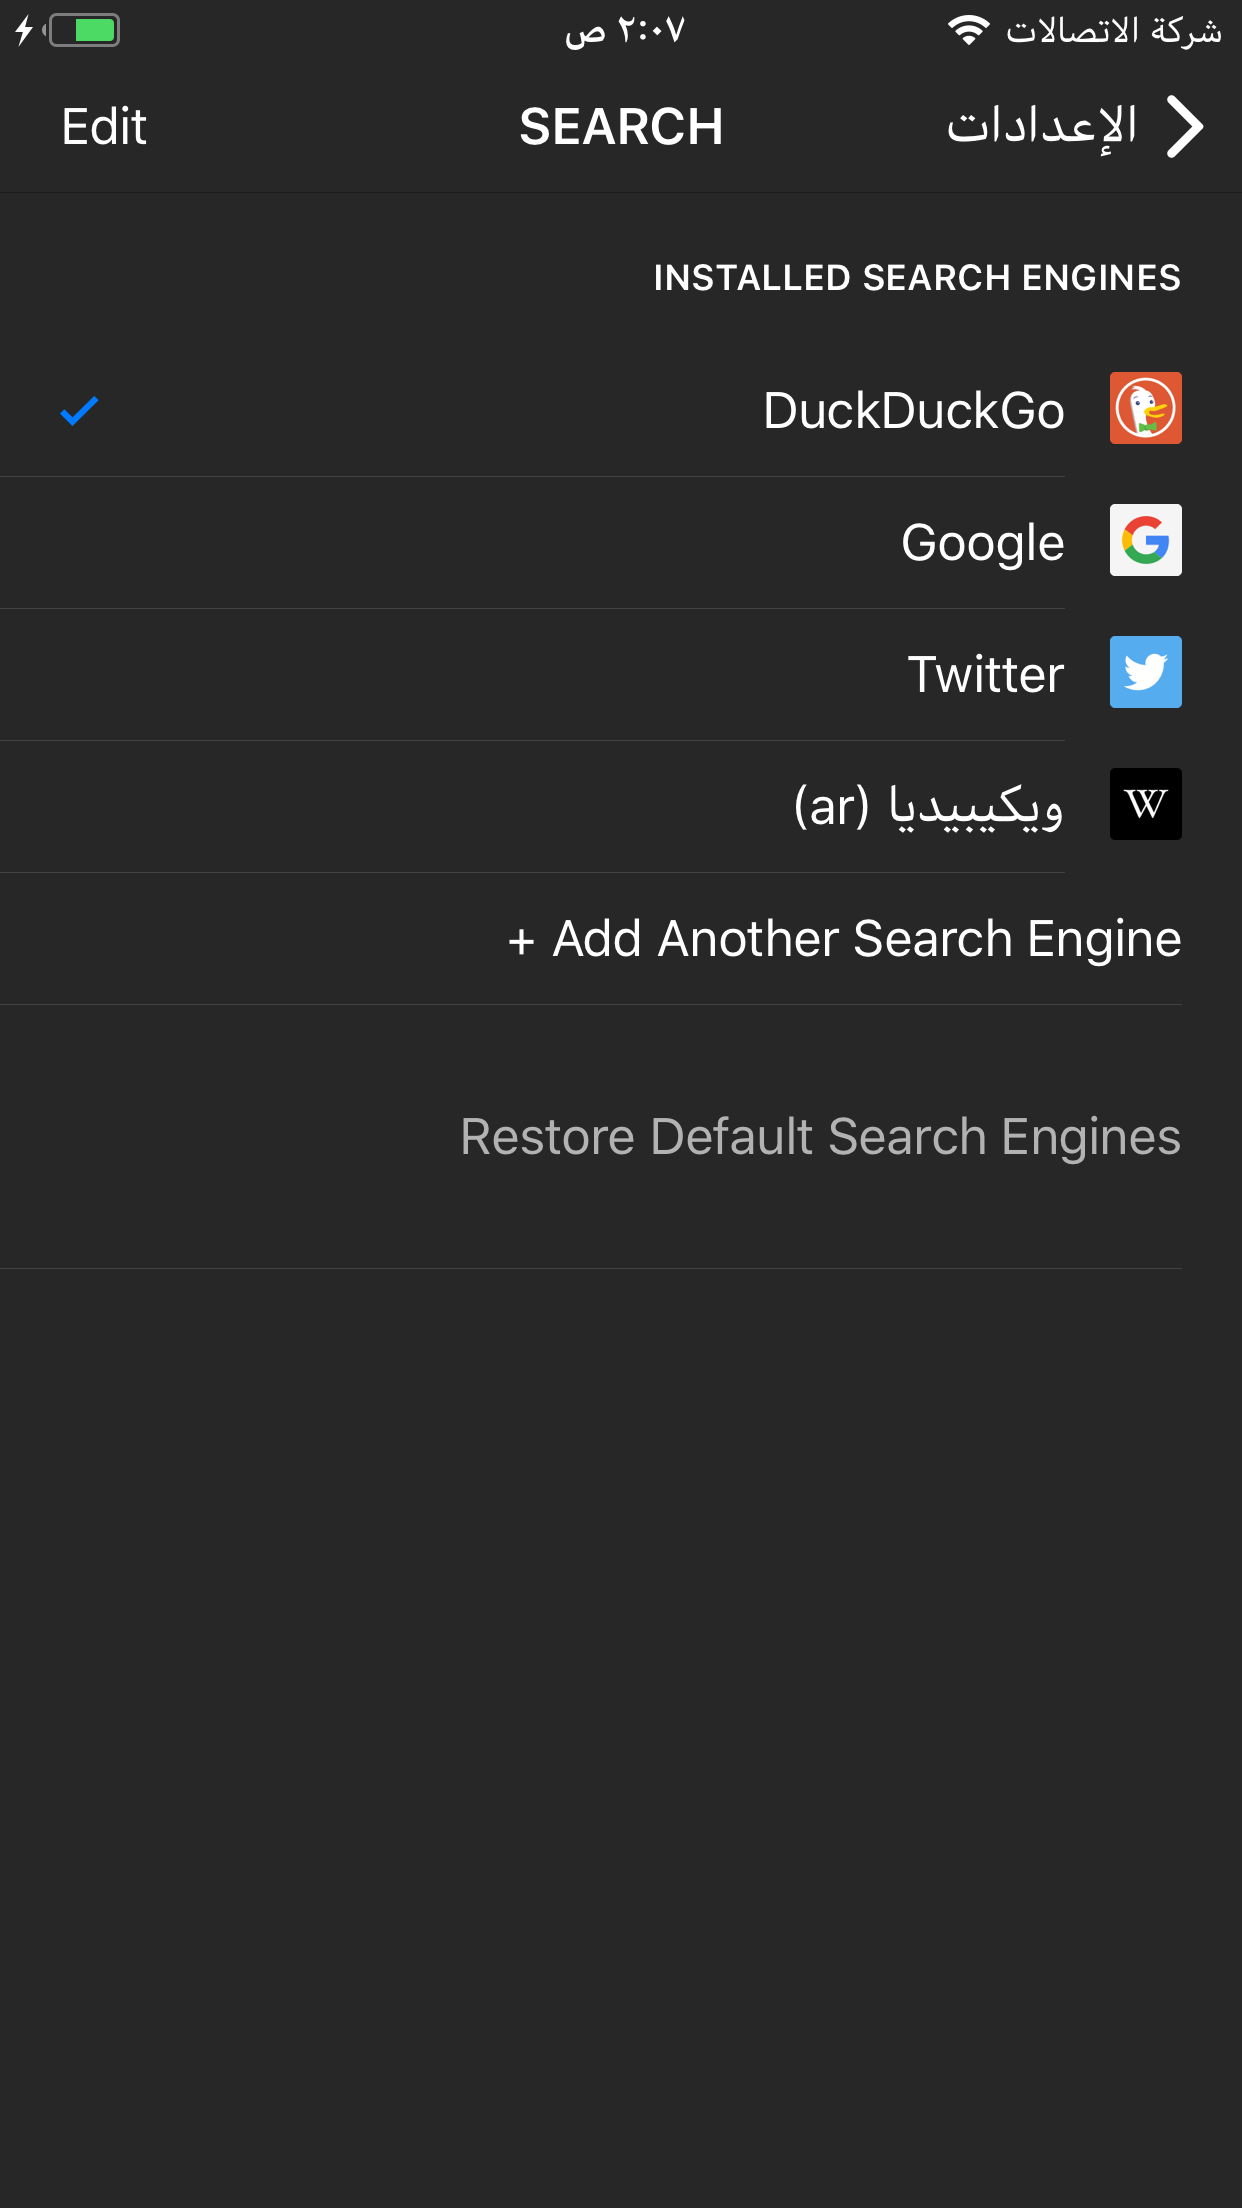 شركة الاتصالات
٢:٠٧ ص
الإعدادات
SEARCH
Edit
INSTALLED SEARCH ENGINES
DuckDuckGo
Google
Twitter
W
ويكيبيديا (ar)
+ Add Another Search Engine
Restore Default Search Engines